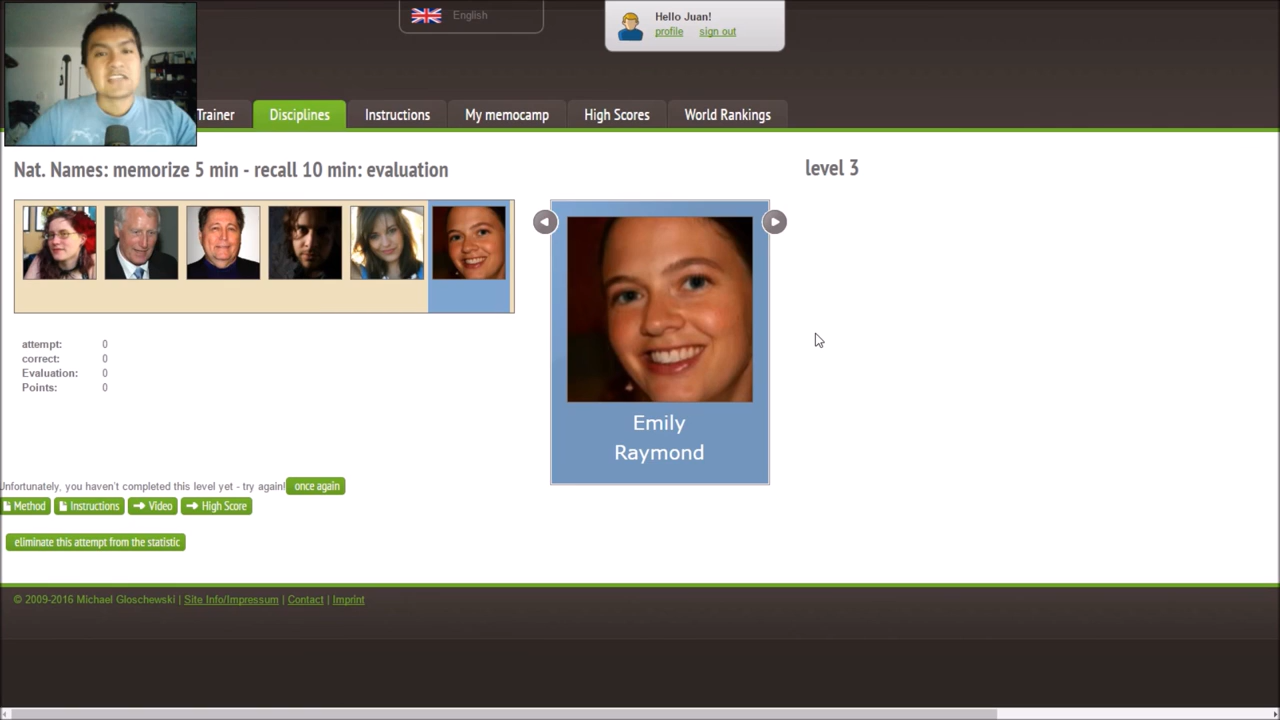 English
Hello Juan!
profile sign out
Trainer Disciplines Instructions My memocamp High Scores World Rankings
Nat. Names: memorize 5 min - recall 10 min: evaluation
level 3
attempt: 0
correct: 0
Evaluation: 0
Points: 0
Emily
Raymond
Unfortunately, you haven't completed this level yet - try again! once again
Method Instructions Video High Score
eliminate this attempt from the statistic
© 2009-2016 Michael Gloschewski | Site Info/Impressum | Contact | Imprint